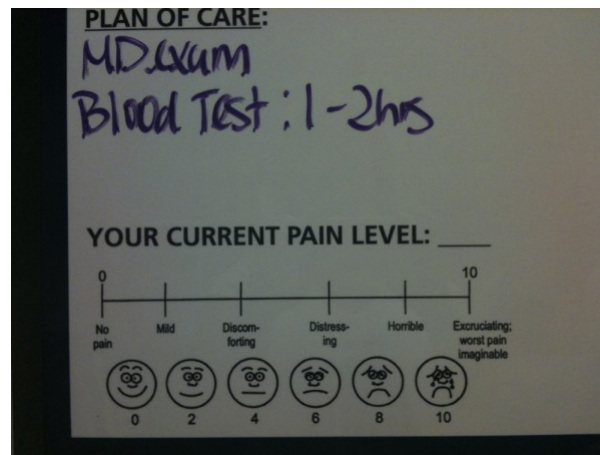 PLAN OF CARE:
MD.exam
Blood Test: 1-2hrs
YOUR CURRENT PAIN LEVEL: ____
0 10
No pain Mild Discom-forting Distress-ing Horrible Excruciating; worst pain imaginable
0 2 4 6 8 10